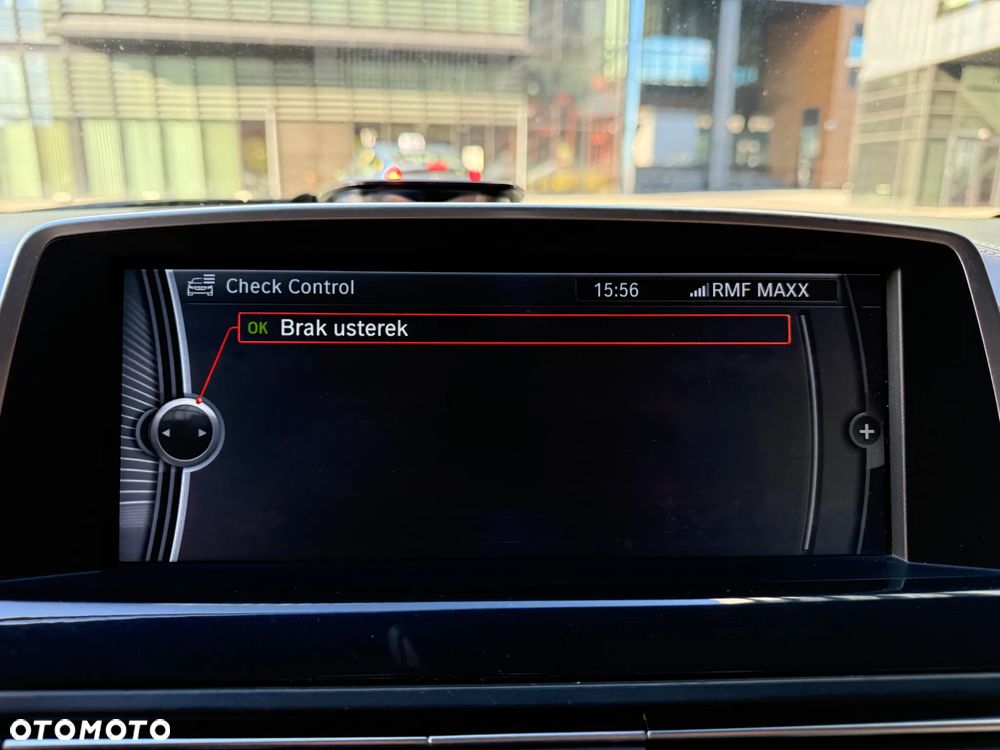 Check Control
15:56
RMF MAXX
OK Brak usterek
OTOMOTO